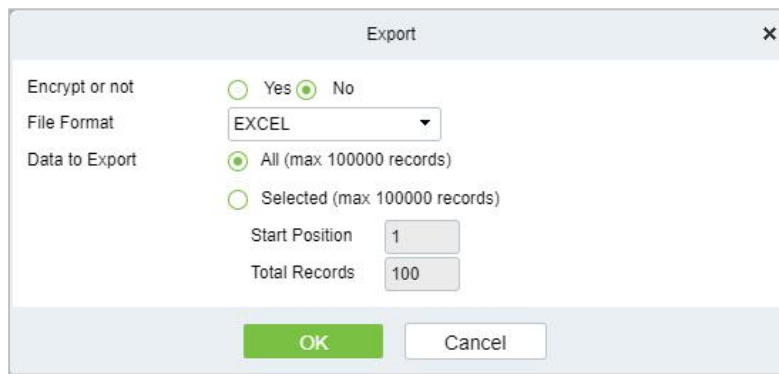 Export
Encrypt or not Yes No
File Format EXCEL
Data to Export All (max 100000 records)
Selected (max 100000 records)
Start Position 1
Total Records 100
OK Cancel